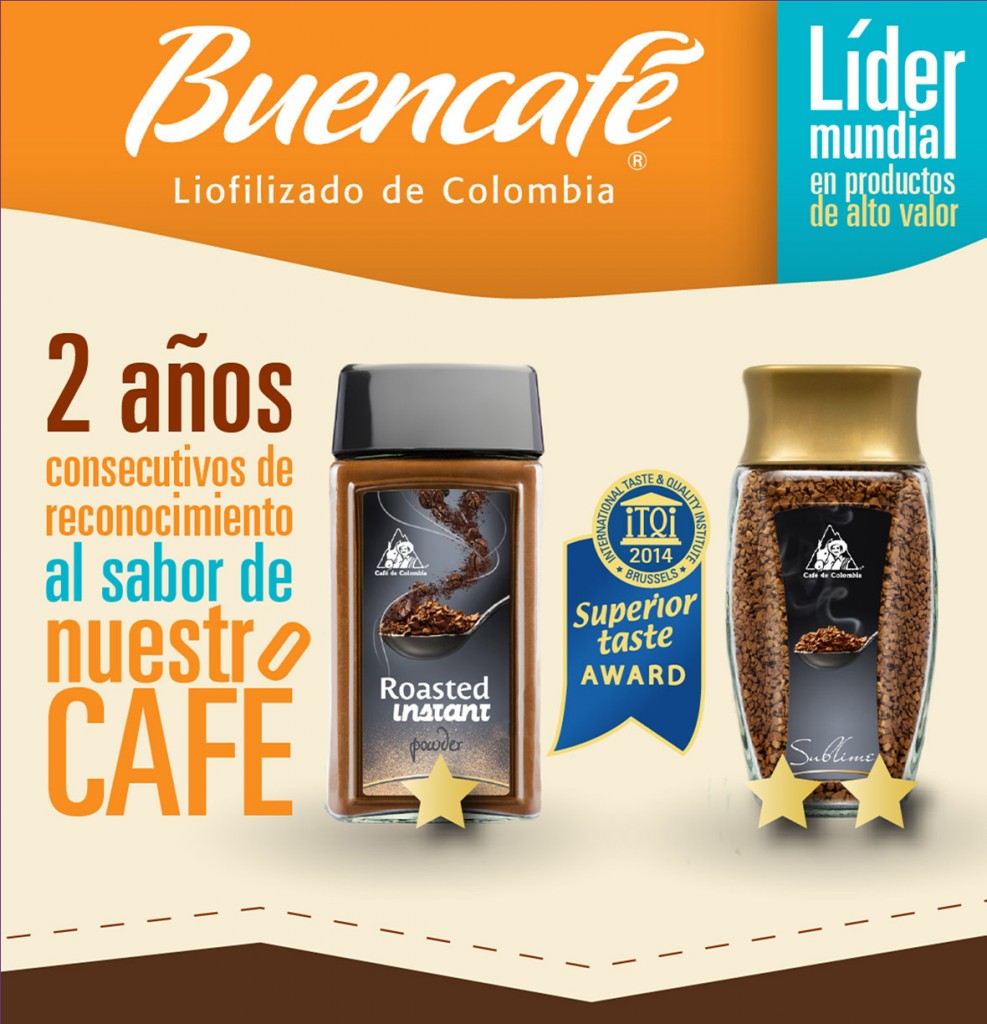 Buencafé
®
Liofilizado de Colombia
Líder
mundial
en productos
de alto valor
2 años
consecutivos de
reconocimiento
al sabor de
nuestro
CAFÉ
Café de Colombia
Roasted
instant
powder
INTERNATIONAL TASTE & QUALITY INSTITUTE
iTQi
2014
★ BRUSSELS ★
Superior
taste
AWARD
Café de Colombia
Sublime